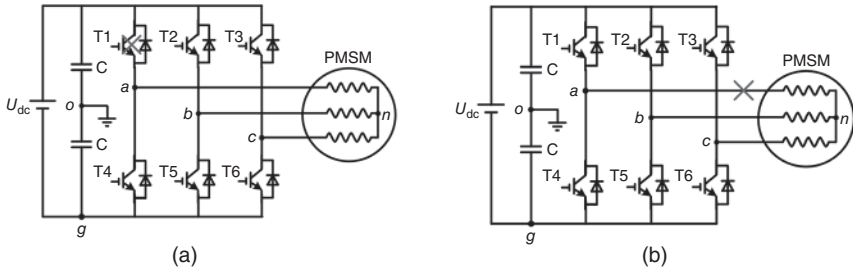 T1 T2 T3
PMSM
C
a
U_dc o b n
C c
T4 T5 T6
g
(a)
T1 T2 T3
PMSM
C
a
U_dc o b n
C c
T4 T5 T6
g
(b)